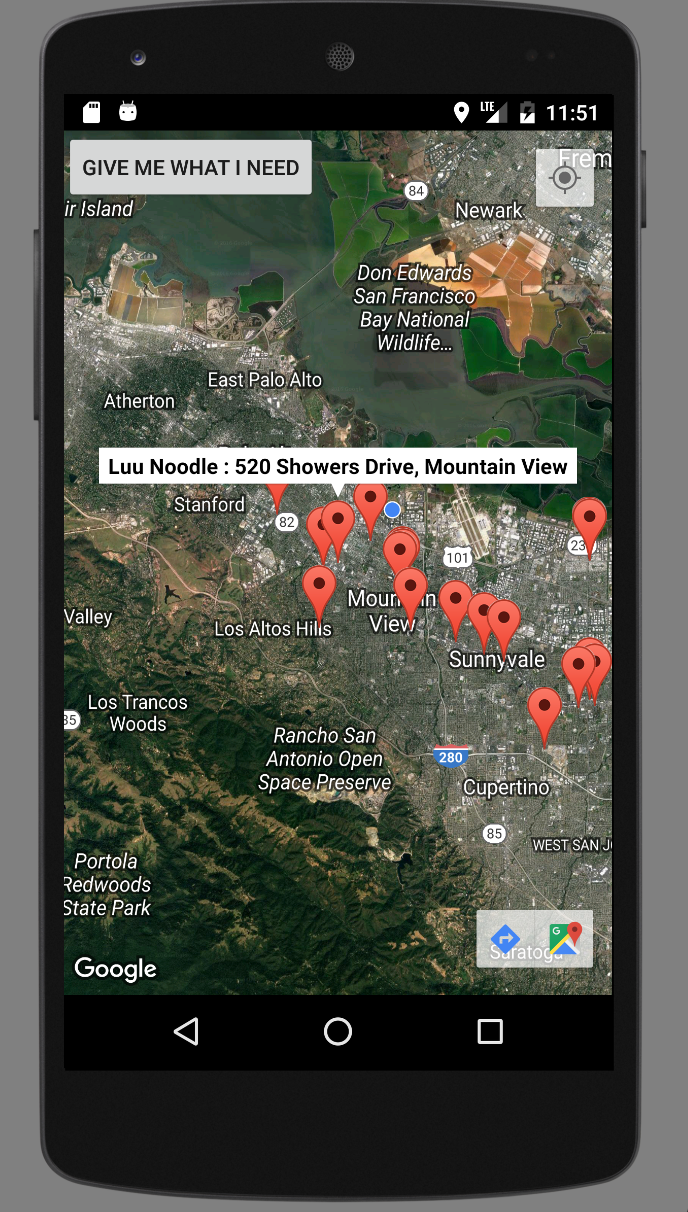 LTE 11:51
GIVE ME WHAT I NEED
Frem
84
ir Island
Newark
Don Edwards
San Francisco
Bay National
Wildlife...
East Palo Alto
Atherton
Luu Noodle : 520 Showers Drive, Mountain View
Stanford
82
23
101
Mountain
View
Valley
Los Altos Hills
Sunnyvale
Los Trancos
Woods
35
Rancho San
Antonio Open
Space Preserve
280
Cupertino
85
WEST SAN JO
Portola
Redwoods
State Park
G
Saratoga
Google